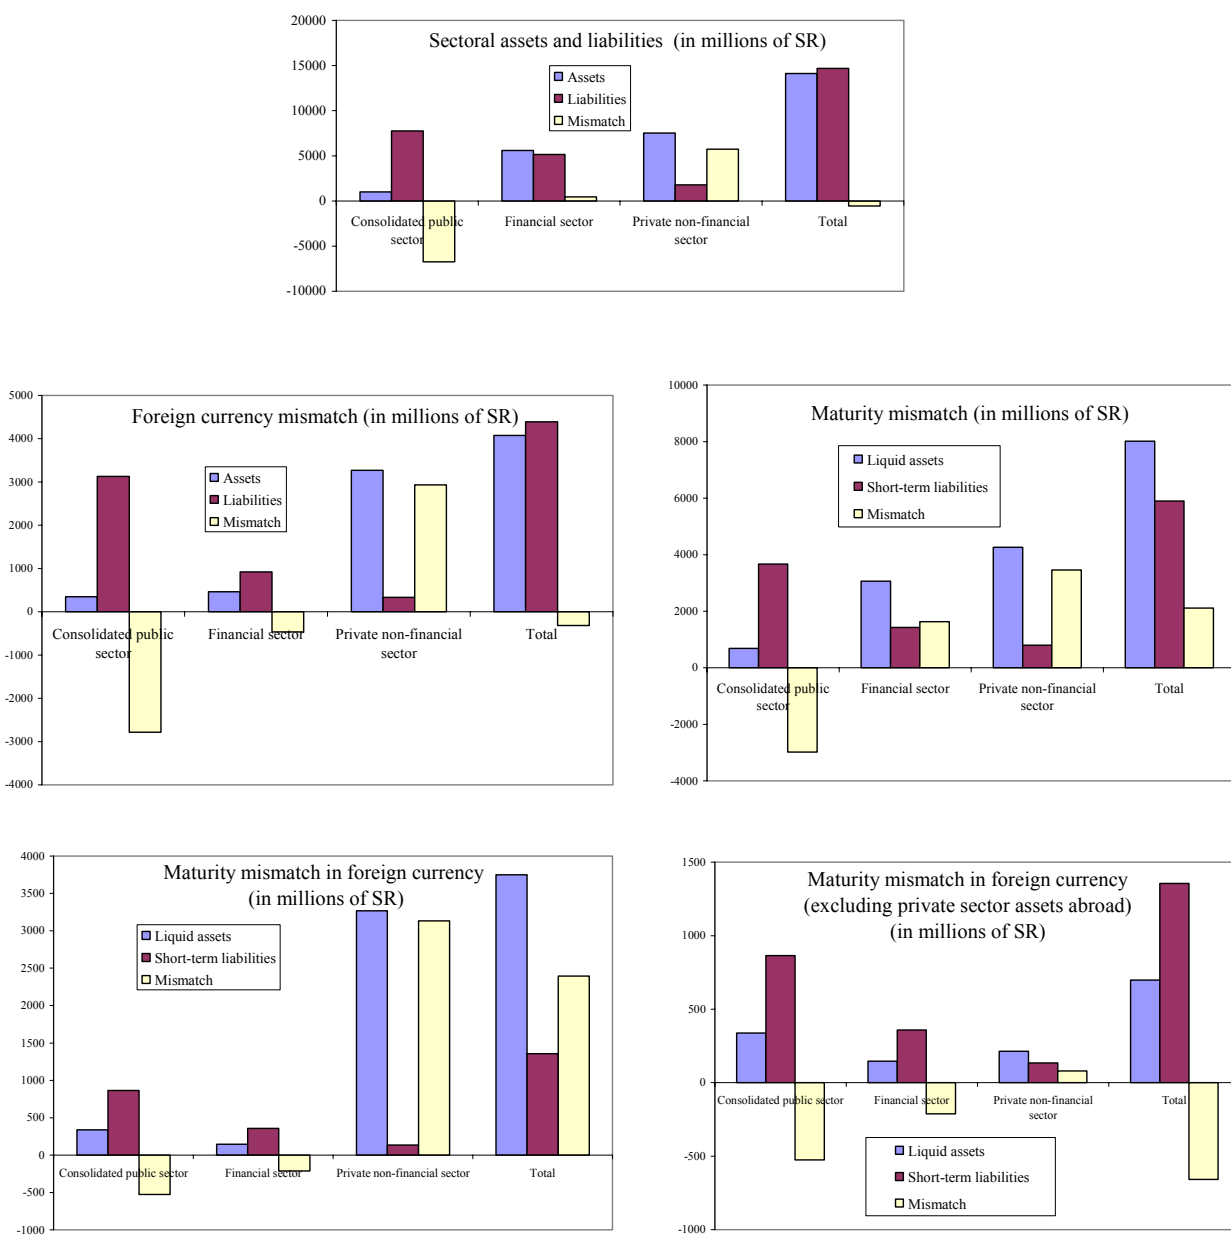 Sectoral assets and liabilities (in millions of SR)
20000
15000
10000
5000
0
-5000
-10000
Assets
Liabilities
Mismatch
Consolidated public
sector
Financial sector
Private non-financial
sector
Total
Foreign currency mismatch (in millions of SR)
5000
4000
3000
2000
1000
0
-1000
-2000
-3000
-4000
Assets
Liabilities
Mismatch
Consolidated public
sector
Financial sector
Private non-financial
sector
Total
Maturity mismatch (in millions of SR)
10000
8000
6000
4000
2000
0
-2000
-4000
Liquid assets
Short-term liabilities
Mismatch
Consolidated public
sector
Financial sector
Private non-financial
sector
Total
Maturity mismatch in foreign currency
(in millions of SR)
4000
3500
3000
2500
2000
1500
1000
500
0
-500
-1000
Liquid assets
Short-term liabilities
Mismatch
Consolidated public sector
Financial sector
Private non-financial sector
Total
Maturity mismatch in foreign currency
(excluding private sector assets abroad)
(in millions of SR)
1500
1000
500
0
-500
-1000
Consolidated public sector
Financial sector
Private non-financial
sector
Total
Liquid assets
Short-term liabilities
Mismatch